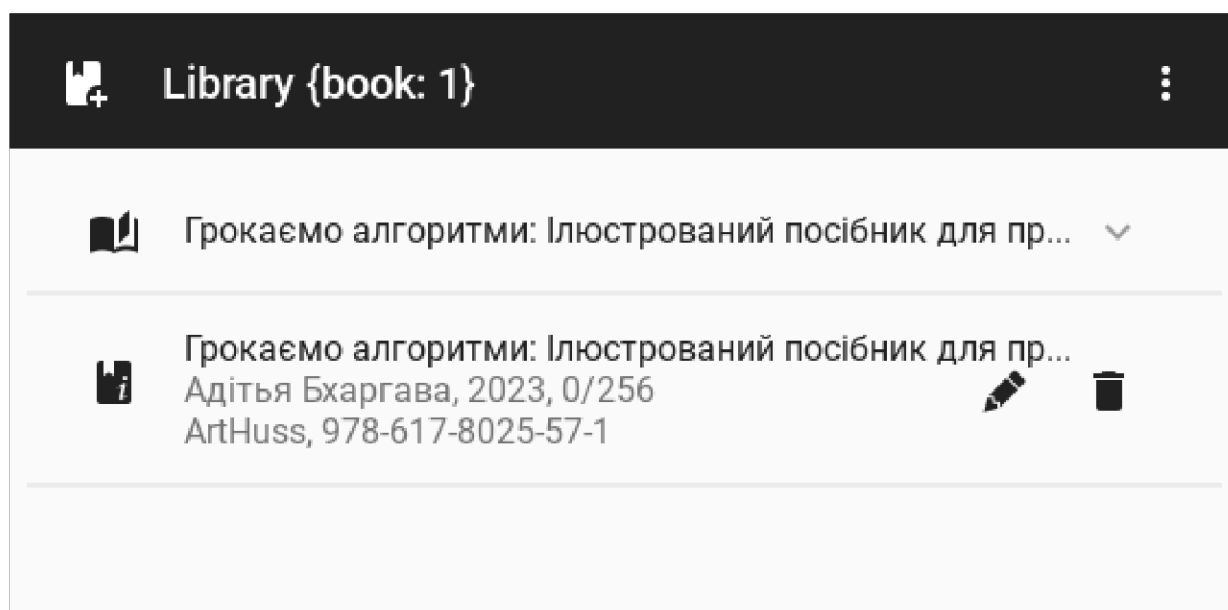 Library {book: 1}
Грокаємо алгоритми: Ілюстрований посібник для пр...
Грокаємо алгоритми: Ілюстрований посібник для пр...
Адітья Бхаргава, 2023, 0/256
ArtHuss, 978-617-8025-57-1